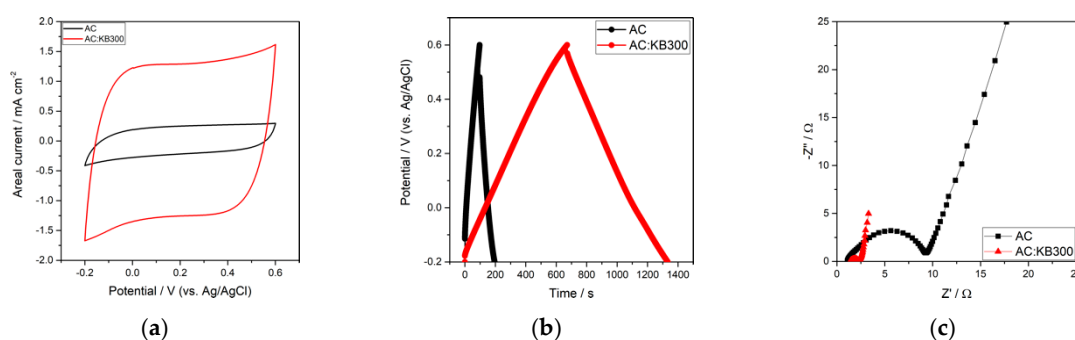 AC
AC:KB300
2.0
1.5
1.0
0.5
0.0
-0.5
-1.0
-1.5
-2.0
-0.2
0.0
0.2
0.4
0.6
Areal current / mA cm⁻²
Potential / V (vs. Ag/AgCl)
(a)
AC
AC:KB300
0.6
0.4
0.2
0.0
-0.2
0
200
400
600
800
1000
1200
1400
Potential / V (vs. Ag/AgCl)
Time / s
(b)
25
20
15
10
5
0
0
5
10
15
20
25
-Z'' / Ω
Z' / Ω
AC
AC:KB300
(c)